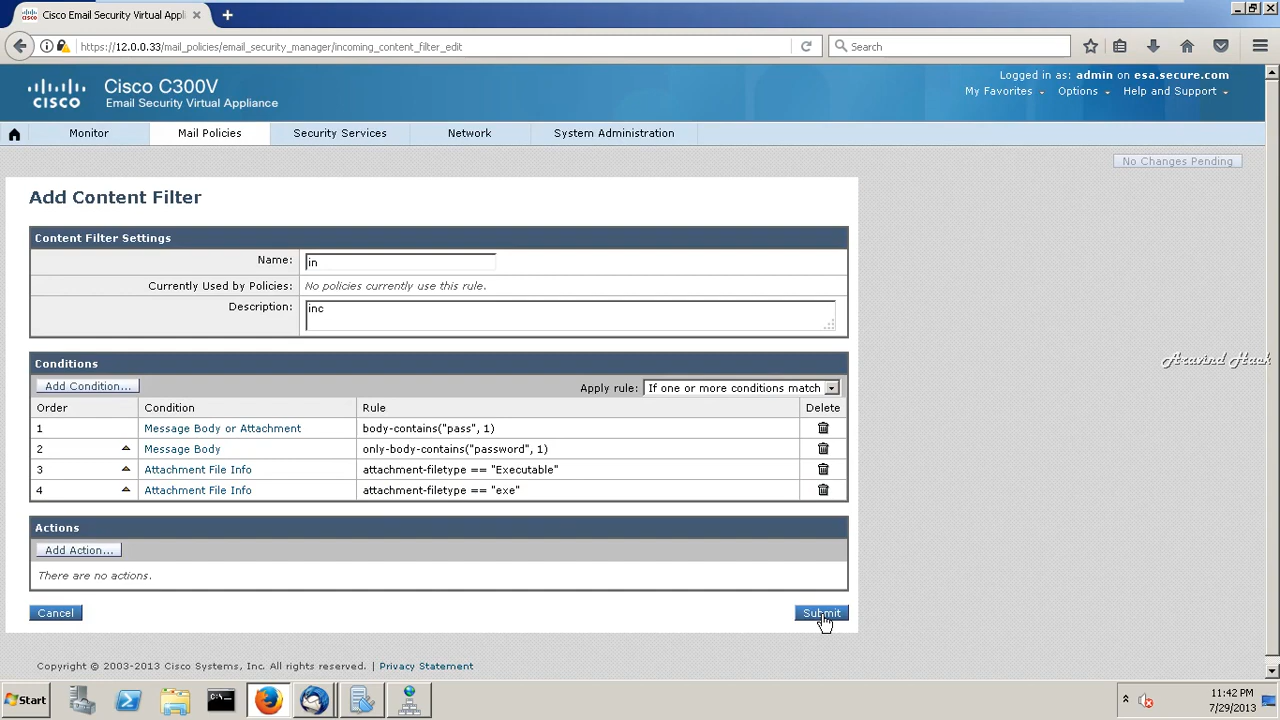 Cisco Email Security Virtual Appl
https://12.0.0.33/mail_policies/email_security_manager/incoming_content_filter_edit
Search
CISCO
Cisco C300V
Email Security Virtual Appliance
Logged in as: admin on esa.secure.com
My Favorites Options Help and Support
Monitor Mail Policies Security Services Network System Administration
No Changes Pending
Add Content Filter
Content Filter Settings
Name: in
Currently Used by Policies: No policies currently use this rule.
Description: inc
Conditions
Add Condition... Apply rule: If one or more conditions match
Order Condition Rule Delete
1 Message Body or Attachment body-contains("pass", 1)
2 Message Body only-body-contains("password", 1)
3 Attachment File Info attachment-filetype == "Executable"
4 Attachment File Info attachment-filetype == "exe"
Aravind Hack
Actions
Add Action...
There are no actions.
Cancel Submit
Copyright © 2003-2013 Cisco Systems, Inc. All rights reserved. | Privacy Statement
Start
11:42 PM
7/29/2013